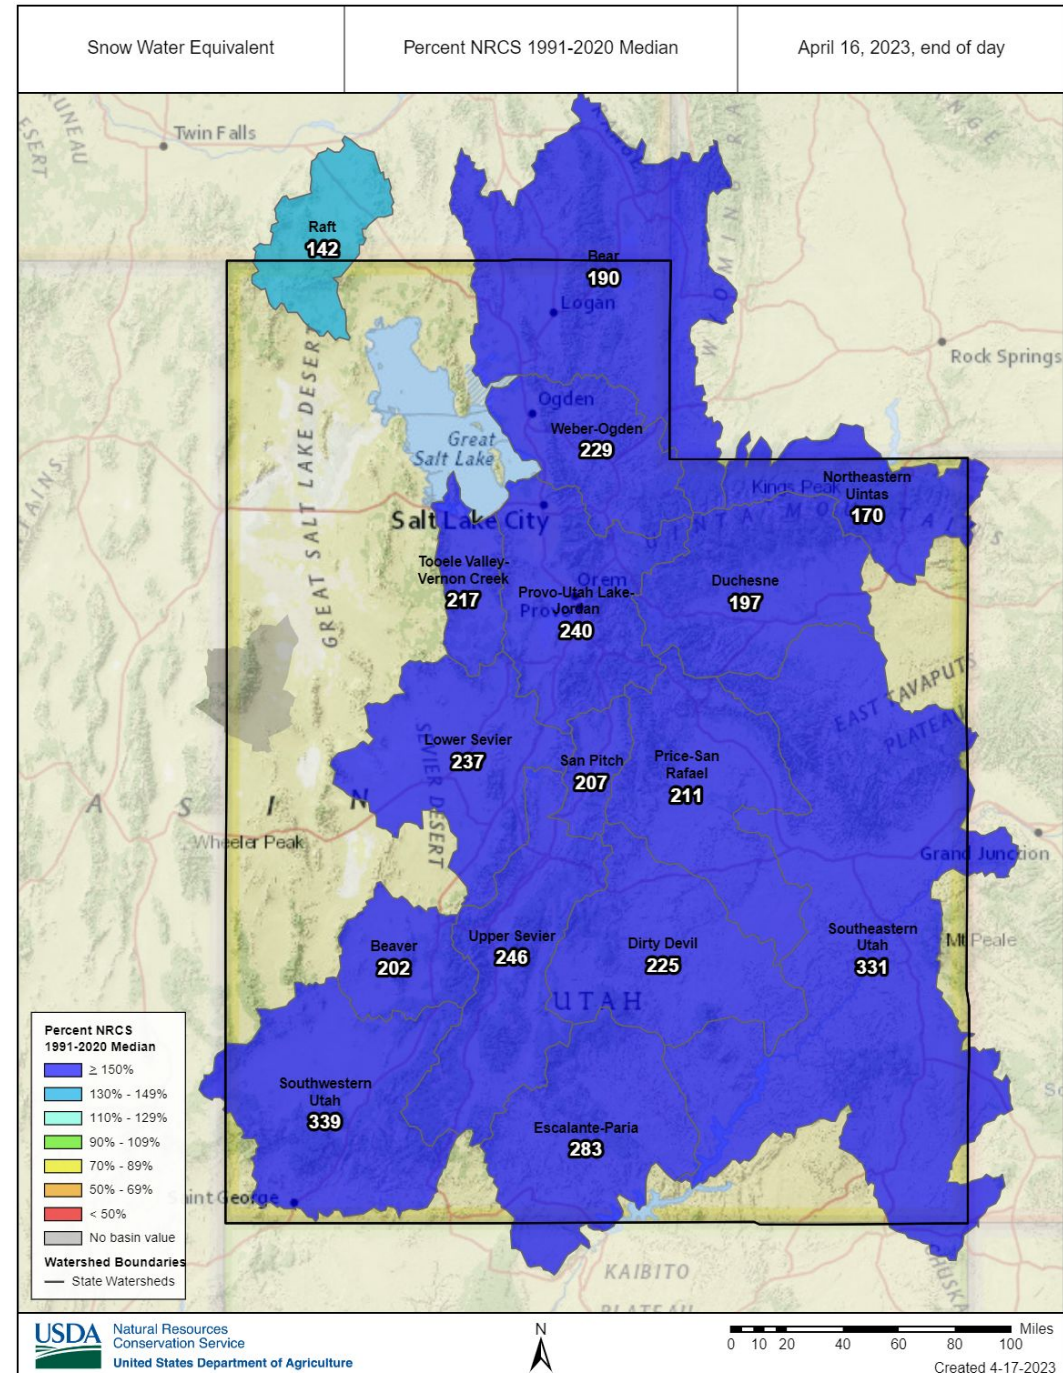 Snow Water Equivalent
Percent NRCS 1991-2020 Median
April 16, 2023, end of day
Twin Falls
Raft
142
Bear
190
Logan
Rock Springs
Ogden
Weber-Ogden
229
Great
Salt Lake
GREAT SALT LAKE DESERT
Kings Peak
Northeastern
Uintas
170
Salt Lake City
Tooele Valley-
Vernon Creek
217
Orem
Provo
Provo-Utah Lake-
Jordan
240
Duchesne
197
EAST TAVAPUTS
PLATEAU
Lower Sevier
237
SEVIER DESERT
San Pitch
207
Price-San
Rafael
211
Wheeler Peak
Grand Junction
Beaver
202
Upper Sevier
246
Dirty Devil
225
Southeastern
Utah
331
UTAH
Southwestern
Utah
339
Escalante-Paria
283
KAIBITO
PLATEAU
Percent NRCS
1991-2020 Median
≥ 150%
130% - 149%
110% - 129%
90% - 109%
70% - 89%
50% - 69%
< 50%
No basin value
Watershed Boundaries
State Watersheds
USDA
Natural Resources
Conservation Service
United States Department of Agriculture
N
0 10 20 40 60 80 100 Miles
Created 4-17-2023